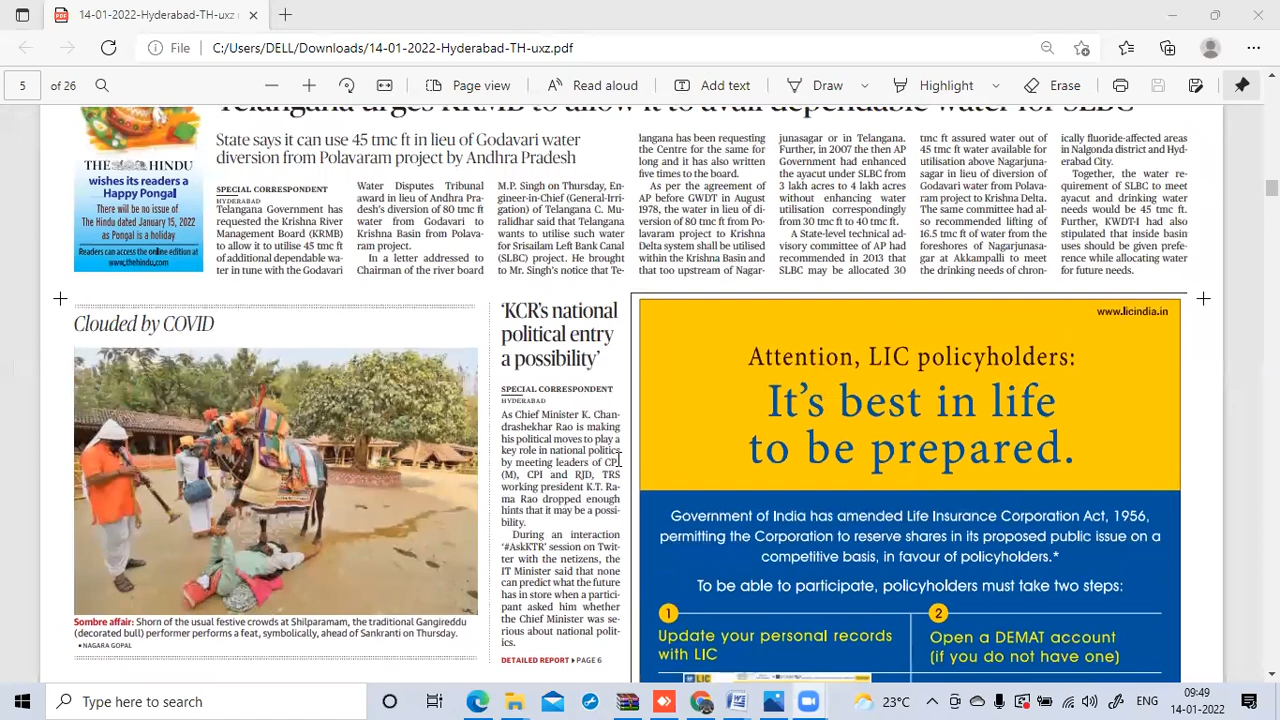 14-01-2022-Hyderabad-TH-uxz
File
C:/Users/DELL/Downloads/14-01-2022-Hyderabad-TH-uxz.pdf
5 of 26
Page view
Read aloud
Add text
Draw
Highlight
Erase
Telangana urges KRMB to allow it to avail dependable water for SLBC
THE HINDU
wishes its readers a
Happy Pongal
There will be no issue of
The Hindu dated January 15, 2022
as Pongal is a holiday
Readers can access the online edition at
www.thehindu.com
State says it can use 45 tmc ft in lieu of Godavari water
diversion from Polavaram project by Andhra Pradesh
SPECIAL CORRESPONDENT
HYDERABAD
Telangana Government has
requested the Krishna River
Management Board (KRMB)
to allow it to utilise 45 tmc ft
of additional dependable wa-
ter in tune with the Godavari
Water Disputes Tribunal
award in lieu of Andhra Pra-
desh's diversion of 80 tmc ft
water from Godavari to
Krishna Basin from Polava-
ram project.
In a letter addressed to
Chairman of the river board
M.P. Singh on Thursday, En-
gineer-in-Chief (General-Irri-
gation) of Telangana C. Mu-
ralidhar said that Telangana
wants to utilise such water
for Srisailam Left Bank Canal
(SLBC) project. He brought
to Mr. Singh's notice that Te-
langana has been requesting
the Centre for the same for
long and it has also written
five times to the board.
As per the agreement of
AP before GWDT in August
1978, the water in lieu of di-
version of 80 tmc ft from Po-
lavaram project to Krishna
Delta system shall be utilised
within the Krishna Basin and
that too upstream of Nagar-
junasagar or in Telangana.
Further, in 2007 the then AP
Government had enhanced
the ayacut under SLBC from
3 lakh acres to 4 lakh acres
without enhancing water
utilisation correspondingly
from 30 tmc ft to 40 tmc ft.
A State-level technical ad-
visory committee of AP had
recommended in 2013 that
SLBC may be allocated 30
tmc ft assured water out of
45 tmc ft water available for
utilisation above Nagarjuna-
sagar in lieu of diversion of
Godavari water from Polava-
ram project to Krishna Delta.
The same committee had al-
so recommended lifting of
16.5 tmc ft of water from the
foreshores of Nagarjunasa-
gar at Akkampalli to meet
the drinking needs of chron-
ically fluoride-affected areas
in Nalgonda district and Hyd-
erabad City.
Together, the water re-
quirement of SLBC to meet
ayacut and drinking water
needs would be 45 tmc ft.
Further, KWDT-I had also
stipulated that inside basin
uses should be given prefe-
rence while allocating water
for future needs.
Clouded by COVID
Sombre affair: Shorn of the usual festive crowds at Shilparamam, the traditional Gangireddu
(decorated bull) performer performs a feat, symbolically, ahead of Sankranti on Thursday.
▪ NAGARA GOPAL
'KCR's national
political entry
a possibility'
SPECIAL CORRESPONDENT
HYDERABAD
As Chief Minister K. Chan-
drashekhar Rao is making
his political moves to play a
key role in national politics
by meeting leaders of CPI
(M), CPI and RJD, TRS
working president K.T. Ra-
ma Rao dropped enough
hints that it may be a possi-
bility.
During an interaction
'#AskKTR' session on Twit-
ter with the netizens, the
IT Minister said that none
can predict what the future
has in store when a partici-
pant asked him whether
the Chief Minister was se-
rious about national polit-
ics.
DETAILED REPORT ▸ PAGE 6
www.licindia.in
Attention, LIC policyholders:
It's best in life
to be prepared.
Government of India has amended Life Insurance Corporation Act, 1956,
permitting the Corporation to reserve shares in its proposed public issue on a
competitive basis, in favour of policyholders.*
To be able to participate, policyholders must take two steps:
1
Update your personal records
with LIC
2
Open a DEMAT account
(if you do not have one)
Type here to search
23°C
ENG
09:49
14-01-2022